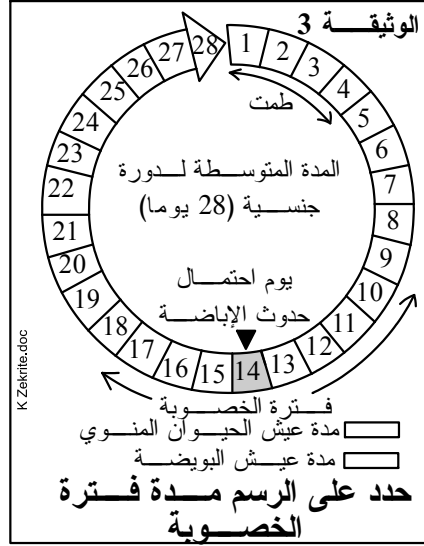 الوثيقة 3
1
2
3
4
5
6
7
8
9
10
11
12
13
14
15
16
17
18
19
20
21
22
23
24
25
26
27
28
طمت
المدة المتوسطة لدورة
جنسية (28 يوما)
يوم احتمال
حدوث الإباضة
فترة الخصوبة
مدة عيش الحيوان المنوي
مدة عيش البويضة
حدد على الرسم مدة فترة
الخصوبة
K Zekrite.doc